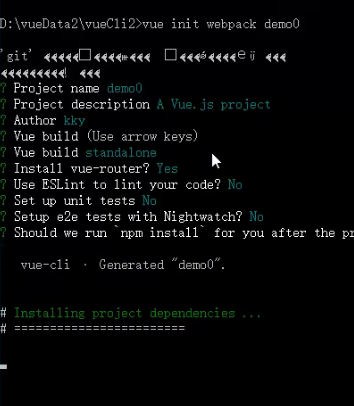 D:\vueData2\vueCli2>vue init webpack demo0
'git'
? Project name demo0
? Project description A Vue.js project
? Author kky
? Vue build (Use arrow keys)
? Vue build standalone
? Install vue-router? Yes
? Use ESLint to lint your code? No
? Set up unit tests No
? Setup e2e tests with Nightwatch? No
? Should we run `npm install` for you after the pr
vue-cli · Generated "demo0".
# Installing project dependencies ...
# ========================